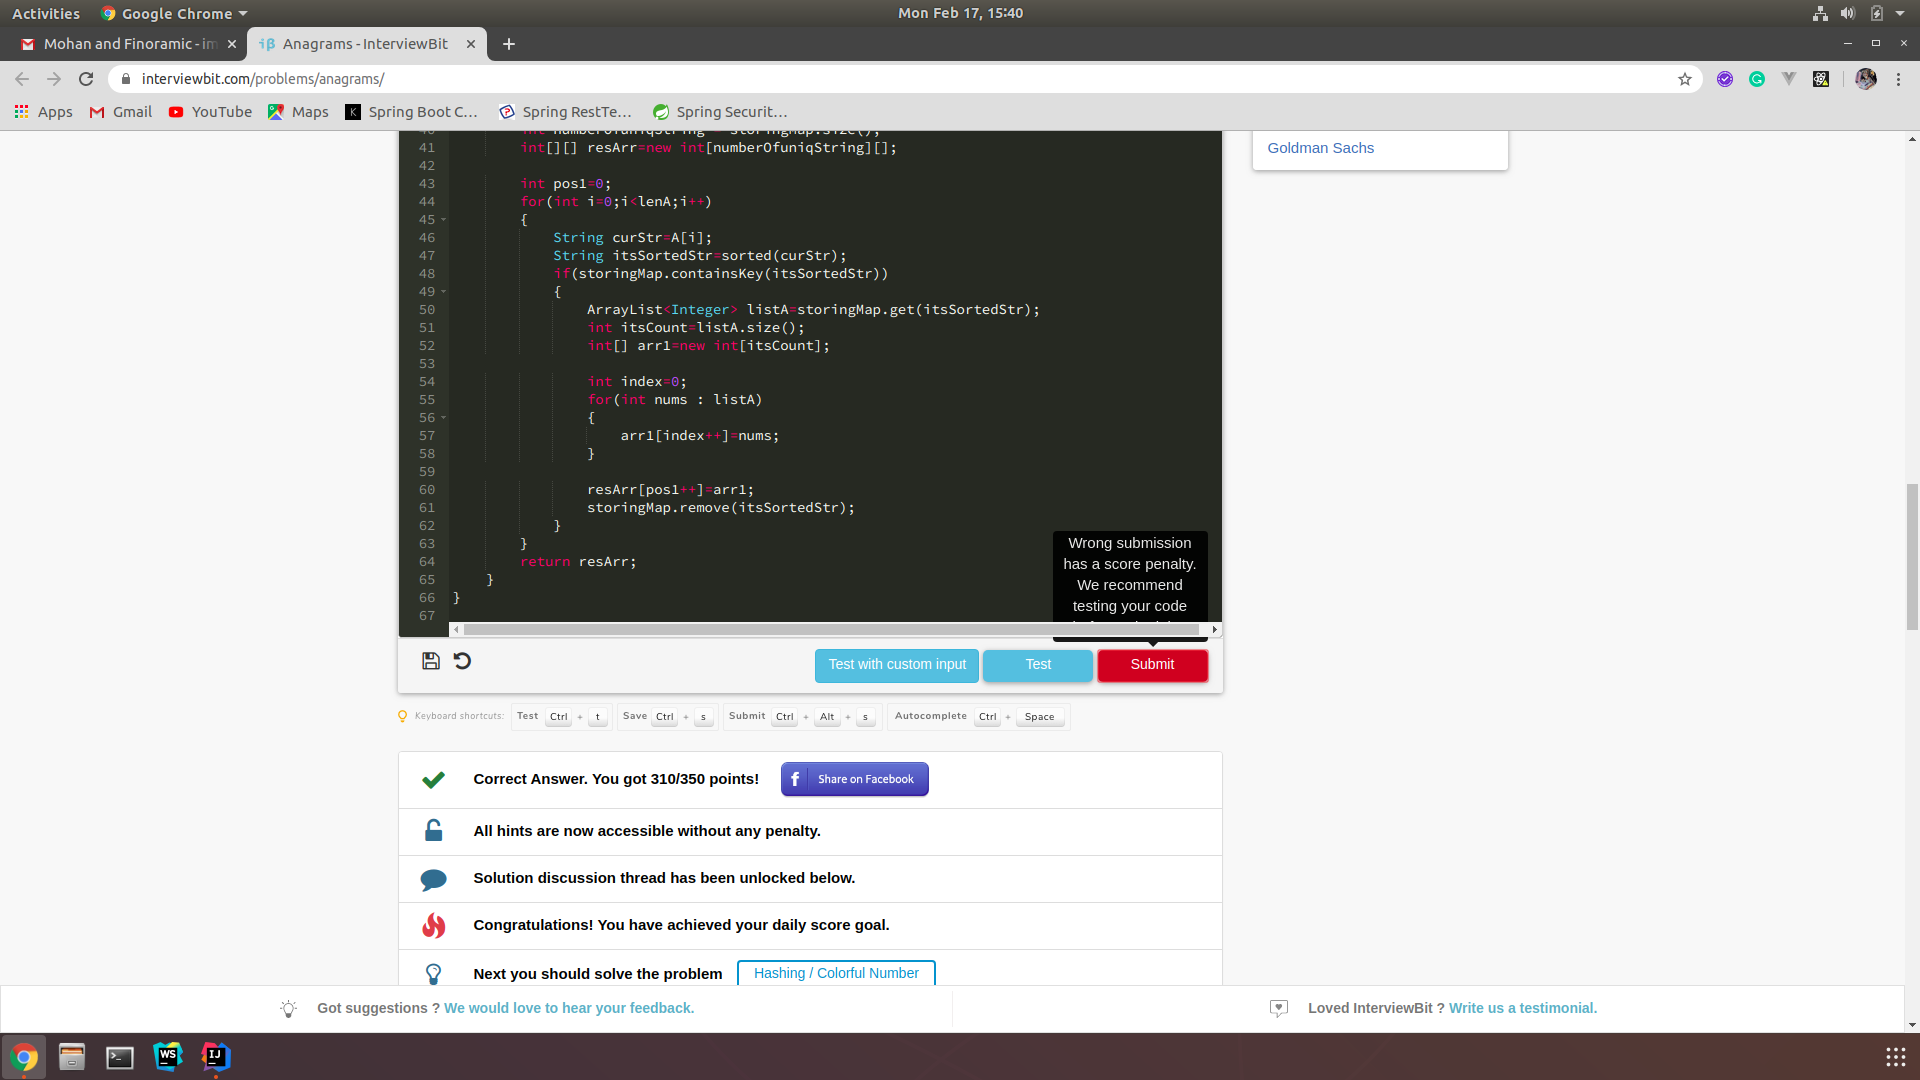 Activities
Google Chrome
Mon Feb 17, 15:40
Mohan and Finoramic - im
Anagrams - InterviewBit
interviewbit.com/problems/anagrams/
Apps
Gmail
YouTube
Maps
Spring Boot C…
Spring RestTe…
Spring Securit…
41 int[][] resArr=new int[numberOfuniqString][];
42
43 int pos1=0;
44 for(int i=0;i<lenA;i++)
45 {
46 String curStr=A[i];
47 String itsSortedStr=sorted(curStr);
48 if(storingMap.containsKey(itsSortedStr))
49 {
50 ArrayList<Integer> listA=storingMap.get(itsSortedStr);
51 int itsCount=listA.size();
52 int[] arr1=new int[itsCount];
53
54 int index=0;
55 for(int nums : listA)
56 {
57 arr1[index++]=nums;
58 }
59
60 resArr[pos1++]=arr1;
61 storingMap.remove(itsSortedStr);
62 }
63 }
64 return resArr;
65 }
66 }
67
Goldman Sachs
Wrong submission
has a score penalty.
We recommend
testing your code
Test with custom input
Test
Submit
Keyboard shortcuts: Test Ctrl + t Save Ctrl + s Submit Ctrl + Alt + s Autocomplete Ctrl + Space
Correct Answer. You got 310/350 points!
f Share on Facebook
All hints are now accessible without any penalty.
Solution discussion thread has been unlocked below.
Congratulations! You have achieved your daily score goal.
Next you should solve the problem Hashing / Colorful Number
Got suggestions ? We would love to hear your feedback.
Loved InterviewBit ? Write us a testimonial.
WS
IJ